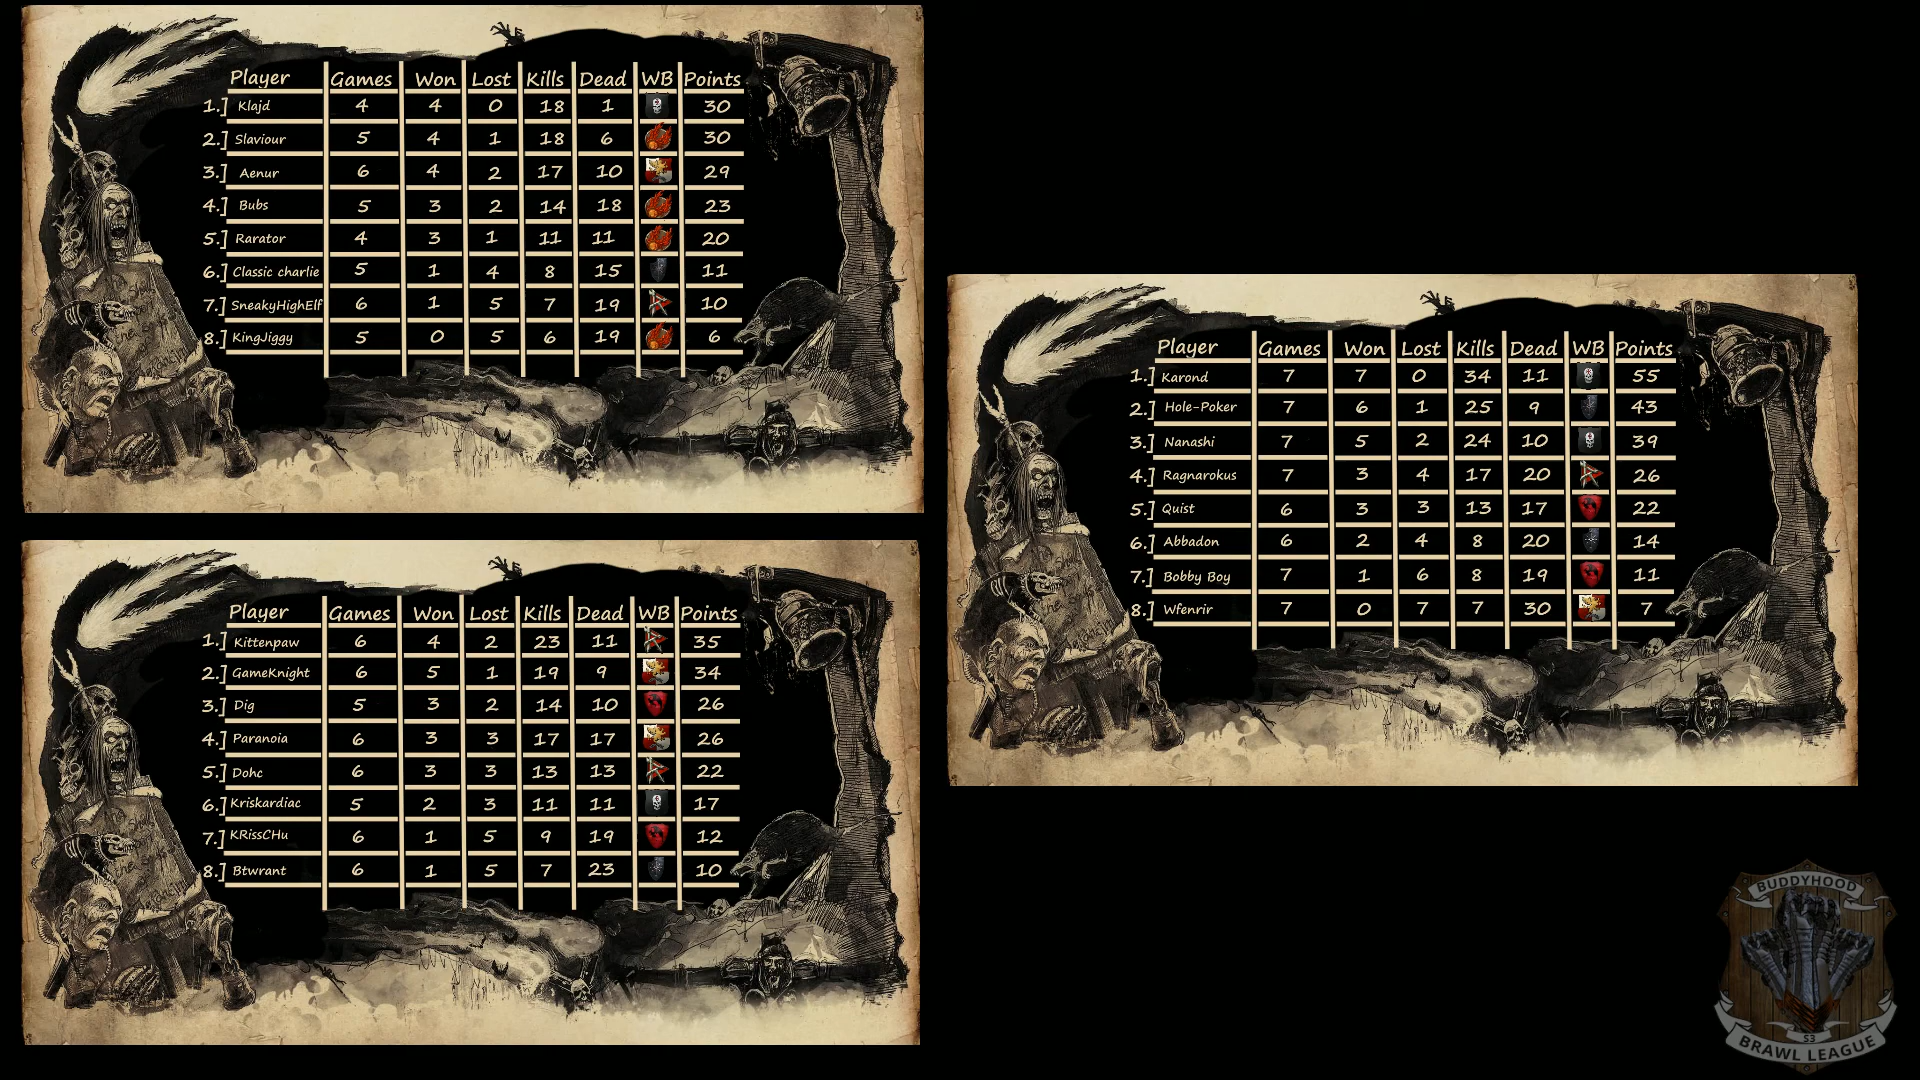 Player Games Won Lost Kills Dead WB Points
1.] Klajd 4 4 0 18 1 30
2.] Slaviour 5 4 1 18 6 30
3.] Aenur 6 4 2 17 10 29
4.] Bubs 5 3 2 14 18 23
5.] Rarator 4 3 1 11 11 20
6.] Classic charlie 5 1 4 8 15 11
7.] SneakyHighElf 6 1 5 7 19 10
8.] KingJiggy 5 0 5 6 19 6
Player Games Won Lost Kills Dead WB Points
1.] Kittenpaw 6 4 2 23 11 35
2.] GameKnight 6 5 1 19 9 34
3.] Dig 5 3 2 14 10 26
4.] Paranoia 6 3 3 17 17 26
5.] Dohc 6 3 3 13 13 22
6.] Kriskardiac 5 2 3 11 11 17
7.] KRissCHu 6 1 5 9 19 12
8.] Btwrant 6 1 5 7 23 10
Player Games Won Lost Kills Dead WB Points
1.] Karond 7 7 0 34 11 55
2.] Hole-Poker 7 6 1 25 9 43
3.] Nanashi 7 5 2 24 10 39
4.] Ragnarokus 7 3 4 17 20 26
5.] Quist 6 3 3 13 17 22
6.] Abbadon 6 2 4 8 20 14
7.] Bobby Boy 7 1 6 8 19 11
8.] Wfenrir 7 0 7 7 30 7
BUDDYHOOD
S3
BRAWL LEAGUE